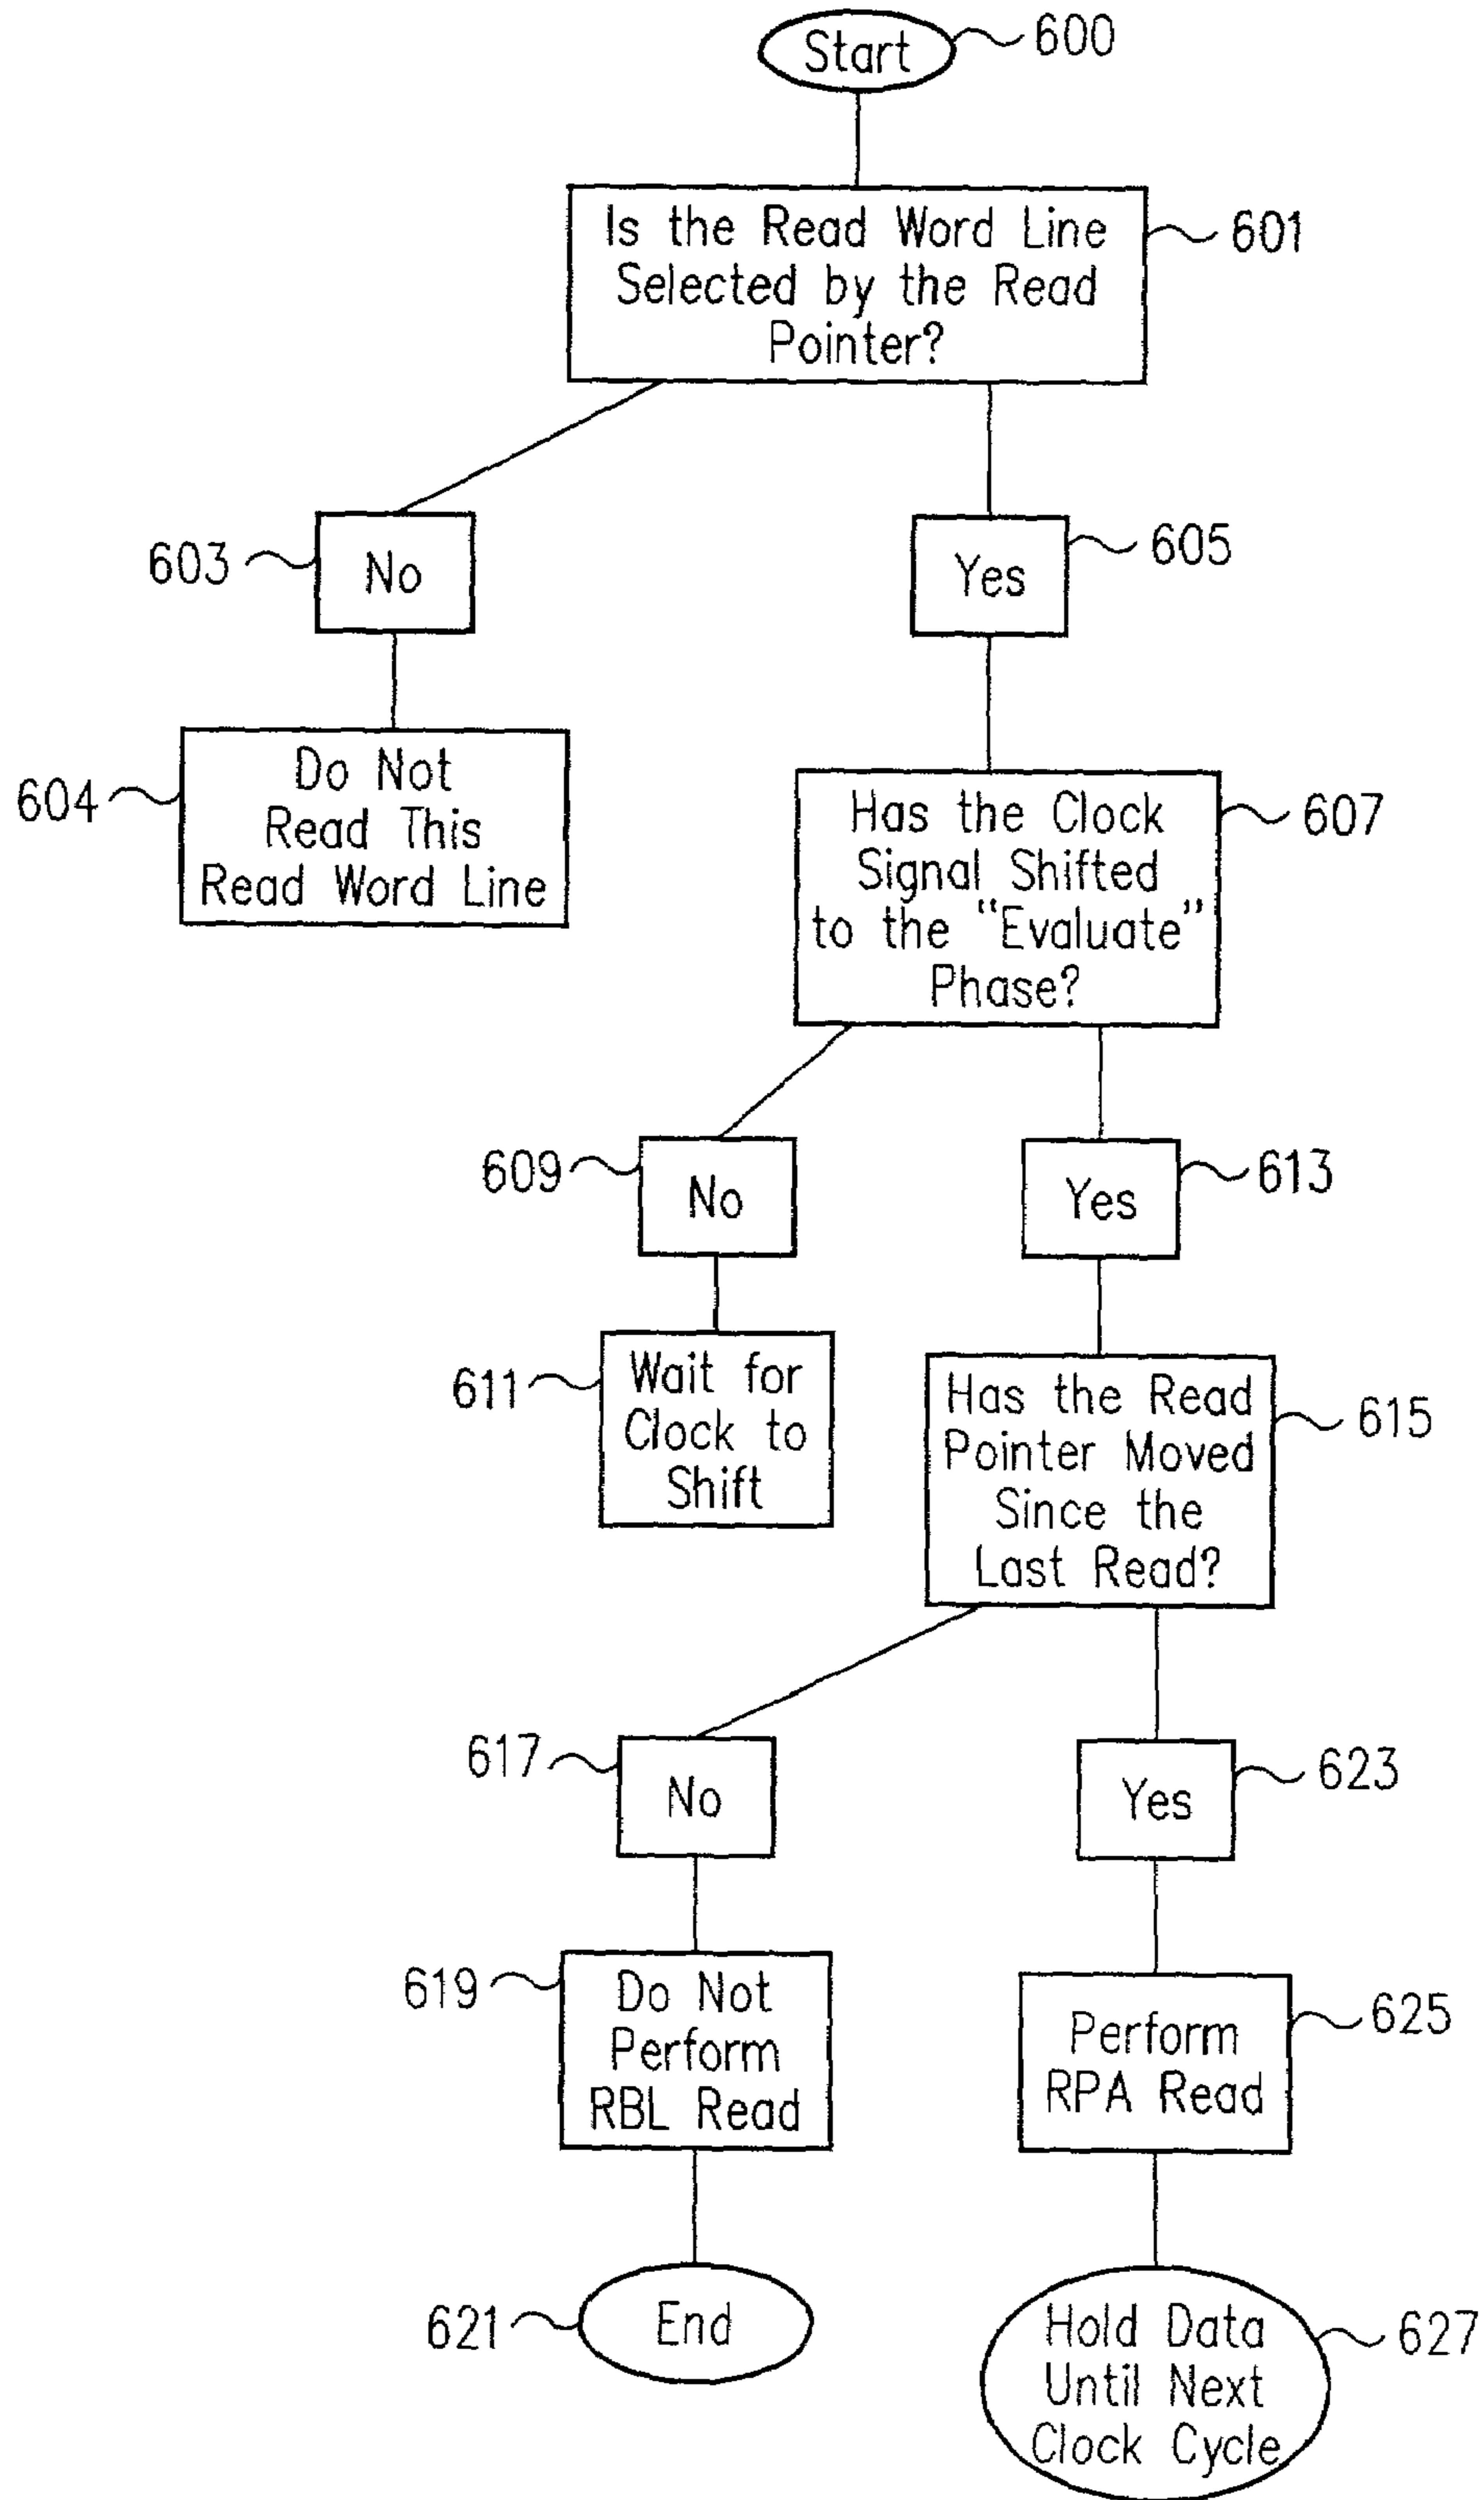 Start
600
Is the Read Word Line
Selected by the Read
Pointer?
601
603
No
Yes
605
604
Do Not
Read This
Read Word Line
Has the Clock
Signal Shifted
to the “Evaluate”
Phase?
607
609
No
Yes
613
611
Wait for
Clock to
Shift
Has the Read
Pointer Moved
Since the
Last Read?
615
617
No
Yes
623
619
Do Not
Perform
RBL Read
Perform
RPA Read
625
621
End
Hold Data
Until Next
Clock Cycle
627